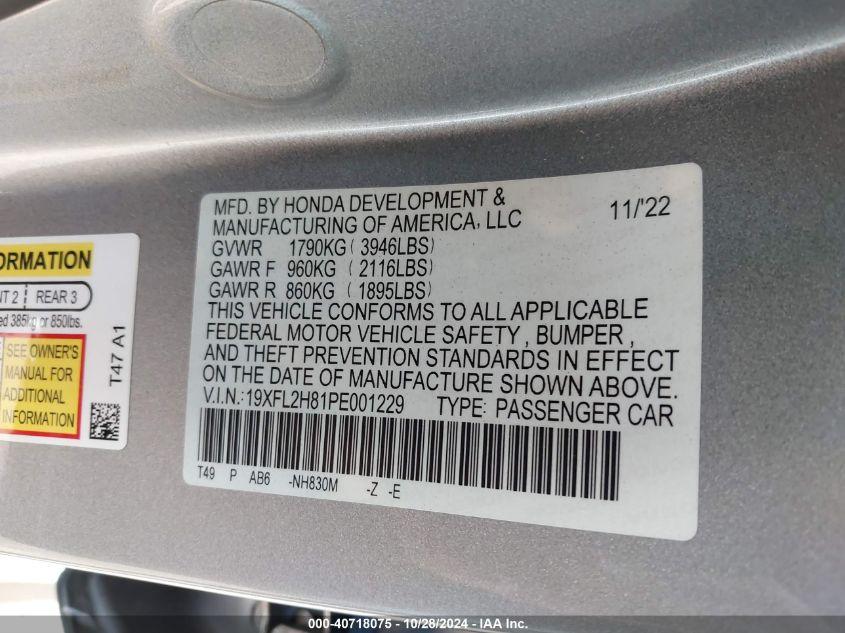 MFD. BY HONDA DEVELOPMENT &
MANUFACTURING OF AMERICA, LLC 11/'22
GVWR 1790KG ( 3946LBS)
GAWR F 960KG ( 2116LBS)
GAWR R 860KG ( 1895LBS)
THIS VEHICLE CONFORMS TO ALL APPLICABLE
FEDERAL MOTOR VEHICLE SAFETY , BUMPER ,
AND THEFT PREVENTION STANDARDS IN EFFECT
ON THE DATE OF MANUFACTURE SHOWN ABOVE.
V.I.N.:19XFL2H81PE001229 TYPE: PASSENGER CAR
T49 P AB6 -NH830M -Z -E
ORMATION
NT 2 REAR 3
ed 385kg or 850lbs.
SEE OWNER'S
MANUAL FOR
ADDITIONAL
INFORMATION
T47 A1
000-40718075 - 10/28/2024 - IAA Inc.